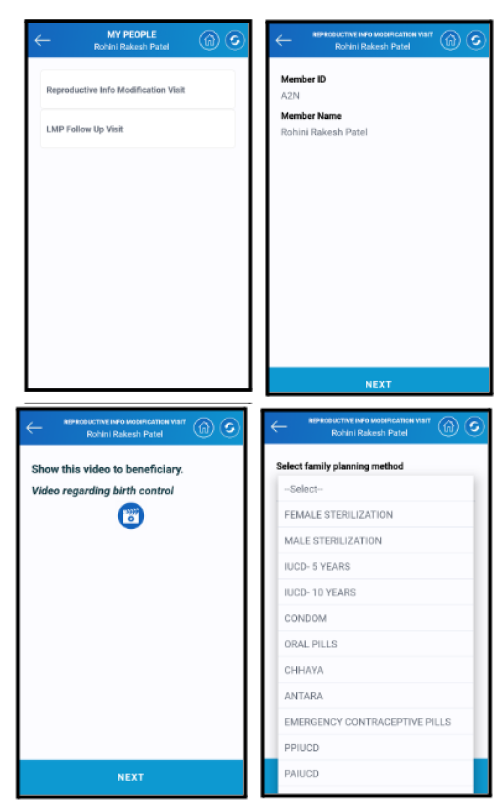 MY PEOPLE
Rohini Rakesh Patel
Reproductive Info Modification Visit
LMP Follow Up Visit
REPRODUCTIVE INFO MODIFICATION VISIT
Rohini Rakesh Patel
Member ID
A2N
Member Name
Rohini Rakesh Patel
NEXT
REPRODUCTIVE INFO MODIFICATION VISIT
Rohini Rakesh Patel
Show this video to beneficiary.
Video regarding birth control
NEXT
REPRODUCTIVE INFO MODIFICATION VISIT
Rohini Rakesh Patel
Select family planning method
--Select--
FEMALE STERILIZATION
MALE STERILIZATION
IUCD- 5 YEARS
IUCD- 10 YEARS
CONDOM
ORAL PILLS
CHHAYA
ANTARA
EMERGENCY CONTRACEPTIVE PILLS
PPIUCD
PAIUCD